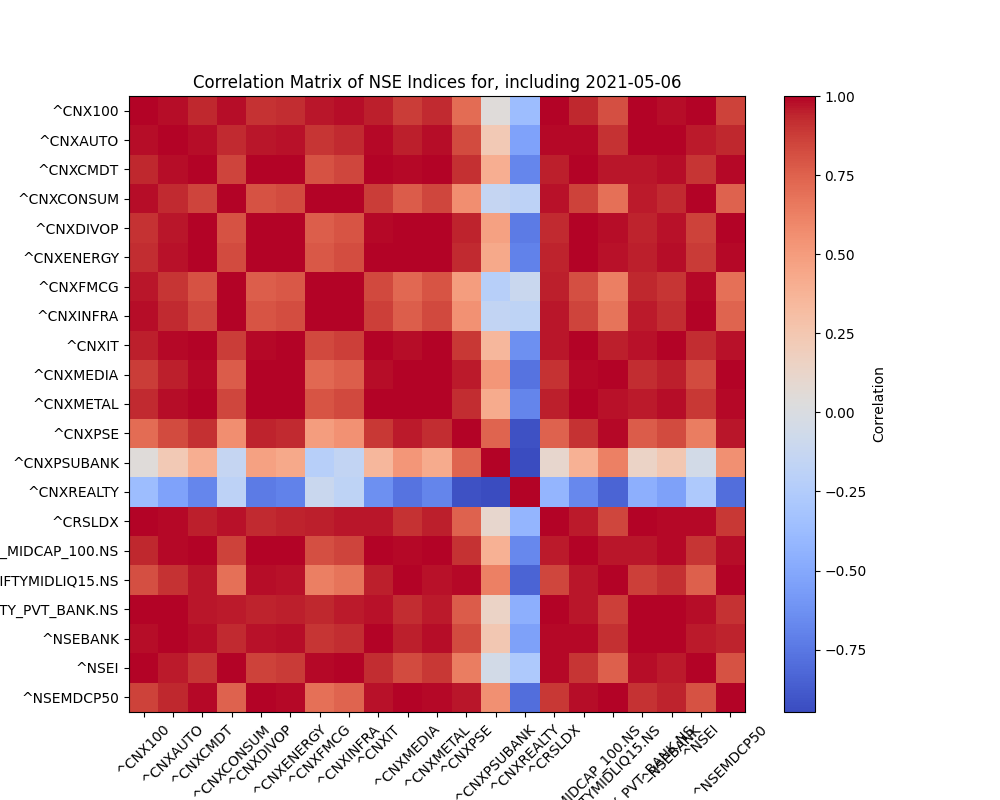 Correlation Matrix of NSE Indices for, including 2021-05-06
^CNX100
^CNXAUTO
^CNXCMDT
^CNXCONSUM
^CNXDIVOP
^CNXENERGY
^CNXFMCG
^CNXINFRA
^CNXIT
^CNXMEDIA
^CNXMETAL
^CNXPSE
^CNXPSUBANK
^CNXREALTY
^CRSLDX
_MIDCAP_100.NS
IFTYMIDLIQ15.NS
TY_PVT_BANK.NS
^NSEBANK
^NSEI
^NSEMDCP50
^CNX100
^CNXAUTO
^CNXCMDT
^CNXCONSUM
^CNXDIVOP
^CNXENERGY
^CNXFMCG
^CNXINFRA
^CNXIT
^CNXMEDIA
^CNXMETAL
^CNXPSE
^CNXPSUBANK
^CNXREALTY
^CRSLDX
MIDCAP_100.NS
TYMIDLIQ15.NS
_PVT_BANK.NS
^NSEBANK
^NSEI
^NSEMDCP50
1.00
0.75
0.50
0.25
0.00
−0.25
−0.50
−0.75
Correlation